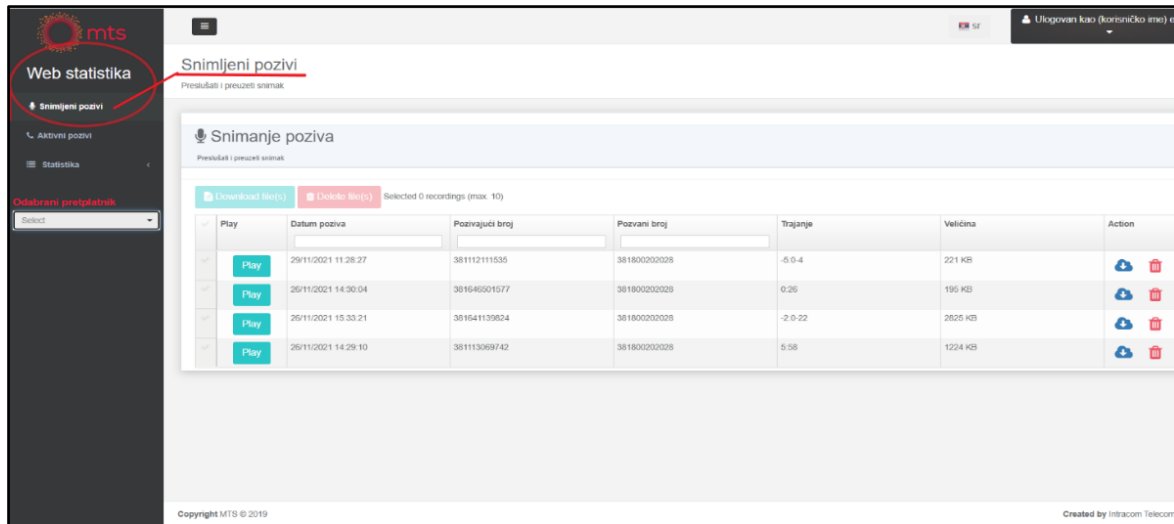 mts
Sr
Ulogovan kao (korisničko ime) e
Web statistika
Snimljeni pozivi
Aktivni pozivi
Statistika
Odabrani pretplatnik
Select
Snimljeni pozivi
Preslušati i preuzeti snimak
Snimanje poziva
Preslušati i preuzeti snimak
Download file(s) Delete file(s) Selected 0 recordings (max. 10)
Play Datum poziva Pozivajući broj Pozvani broj Trajanje Veličina Action
Play 29/11/2021 11:28:27 381112111535 381800202028 -5:0-4 221 KB
Play 26/11/2021 14:30:04 381646501577 381800202028 0:26 195 KB
Play 26/11/2021 15:33:21 381641139824 381800202028 -2:0-22 2825 KB
Play 26/11/2021 14:29:10 381113069742 381800202028 5:58 1224 KB
Copyright MTS © 2019
Created by Intracom Telecom